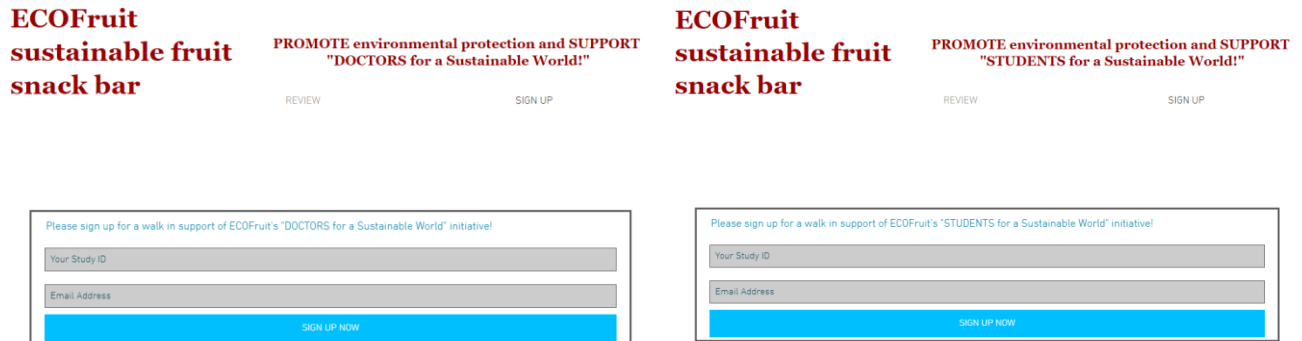 ECOFruit
sustainable fruit
snack bar
PROMOTE environmental protection and SUPPORT
"DOCTORS for a Sustainable World!"
REVIEW
SIGN UP
Please sign up for a walk in support of ECOFruit's "DOCTORS for a Sustainable World" initiative!
Your Study ID
Email Address
SIGN UP NOW
ECOFruit
sustainable fruit
snack bar
PROMOTE environmental protection and SUPPORT
"STUDENTS for a Sustainable World!"
REVIEW
SIGN UP
Please sign up for a walk in support of ECOFruit's "STUDENTS for a Sustainable World" initiative!
Your Study ID
Email Address
SIGN UP NOW